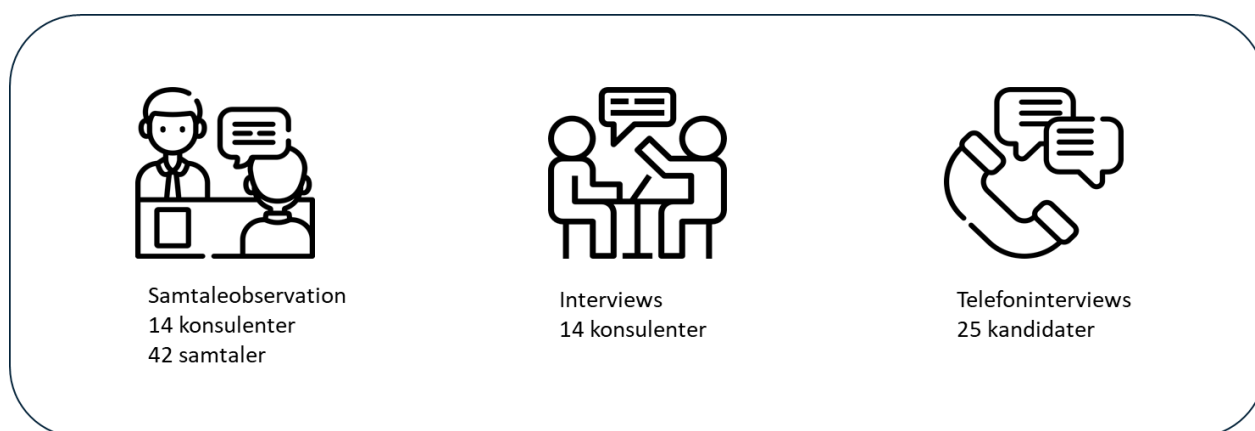 Samtaleobservation
14 konsulenter
42 samtaler
Interviews
14 konsulenter
Telefoninterviews
25 kandidater